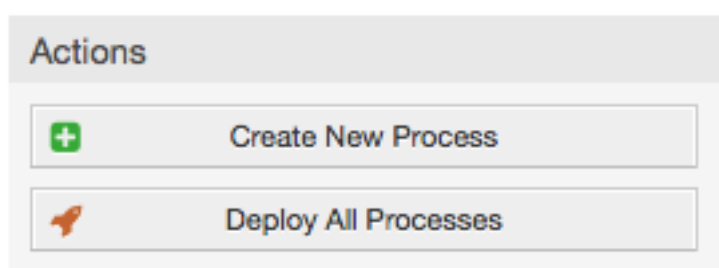 Actions
Create New Process
Deploy All Processes